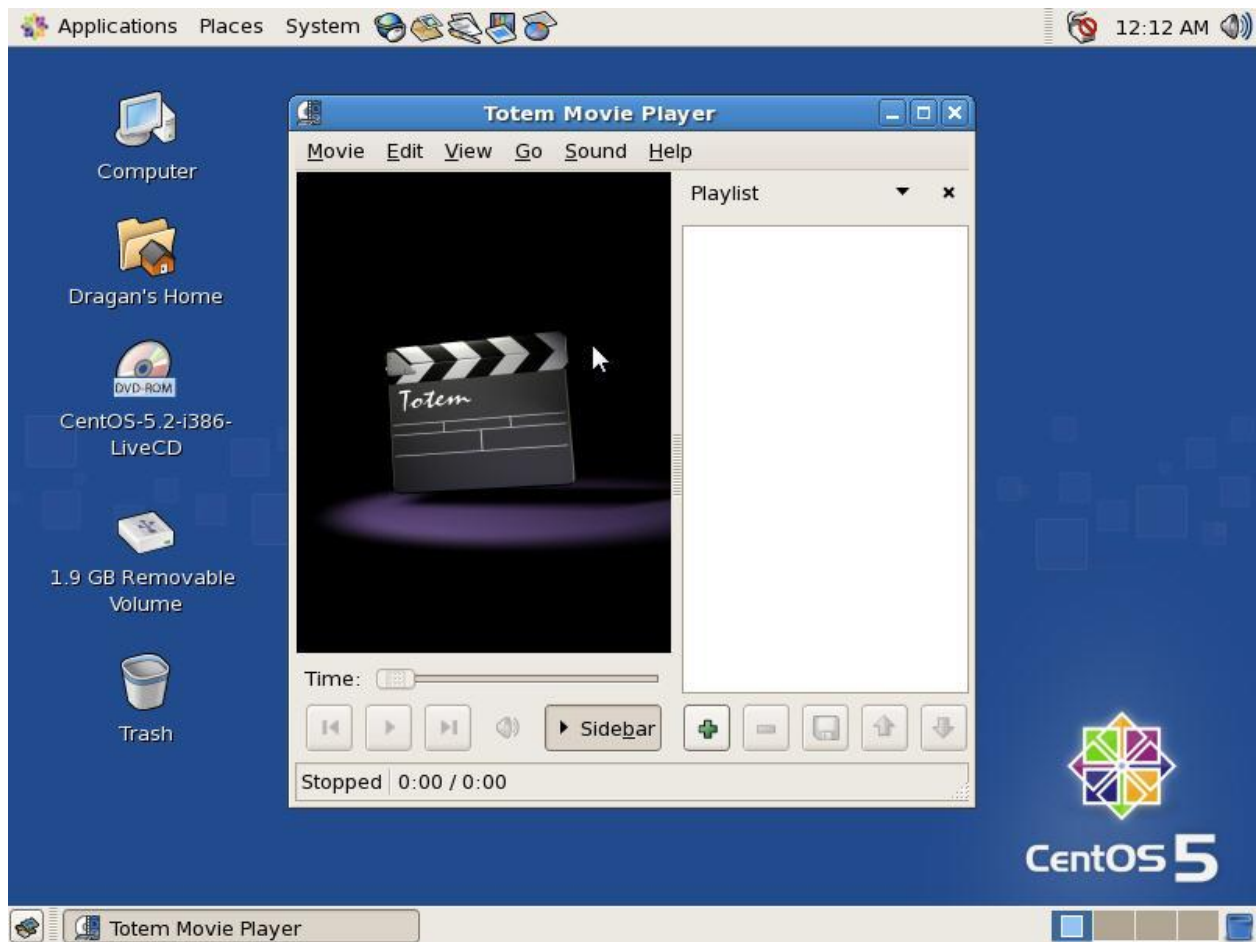 Applications Places System
12:12 AM
Computer
Dragan's Home
DVD-ROM
CentOS-5.2-i386-
LiveCD
1.9 GB Removable
Volume
Trash
Totem Movie Player
Movie Edit View Go Sound Help
Totem
Playlist
Time:
Sidebar
Stopped 0:00 / 0:00
CentOS 5
Totem Movie Player